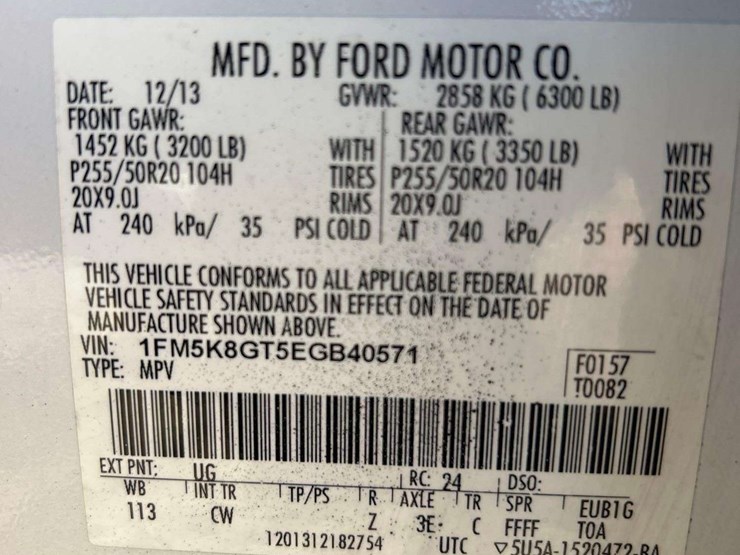 MFD. BY FORD MOTOR CO.
DATE: 12/13 GVWR: 2858 KG ( 6300 LB)
FRONT GAWR: REAR GAWR:
1452 KG ( 3200 LB) WITH 1520 KG ( 3350 LB) WITH
P255/50R20 104H TIRES P255/50R20 104H TIRES
20X9.0J RIMS 20X9.0J RIMS
AT 240 kPa/ 35 PSI COLD AT 240 kPa/ 35 PSI COLD
THIS VEHICLE CONFORMS TO ALL APPLICABLE FEDERAL MOTOR
VEHICLE SAFETY STANDARDS IN EFFECT ON THE DATE OF
MANUFACTURE SHOWN ABOVE.
VIN: 1FM5K8GT5EGB40571
TYPE: MPV
F0157
T0082
EXT PNT: UG RC: 24 DSO:
WB INT TR TP/PS R AXLE TR SPR EUB1G
113 CW Z 3E- C FFFF TOA
1201312182754 UTC ▽5U5A-1520472-BA